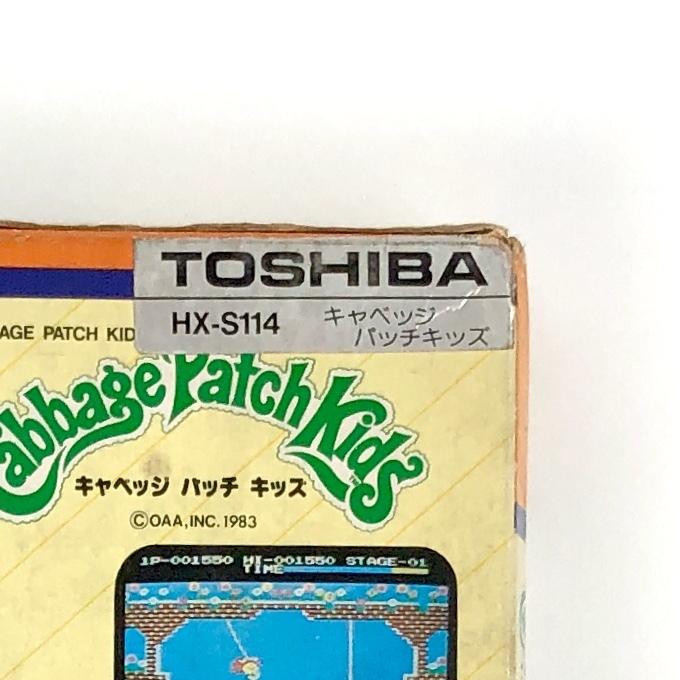 TOSHIBA
HX-S114 キャベッジ
パッチキッズ
AGE PATCH KID
abbage Patch Kids
TM
キャベッジ パッチ キッズ
©OAA, INC. 1983
1P-001550 HI-001550 STAGE-01
TIME